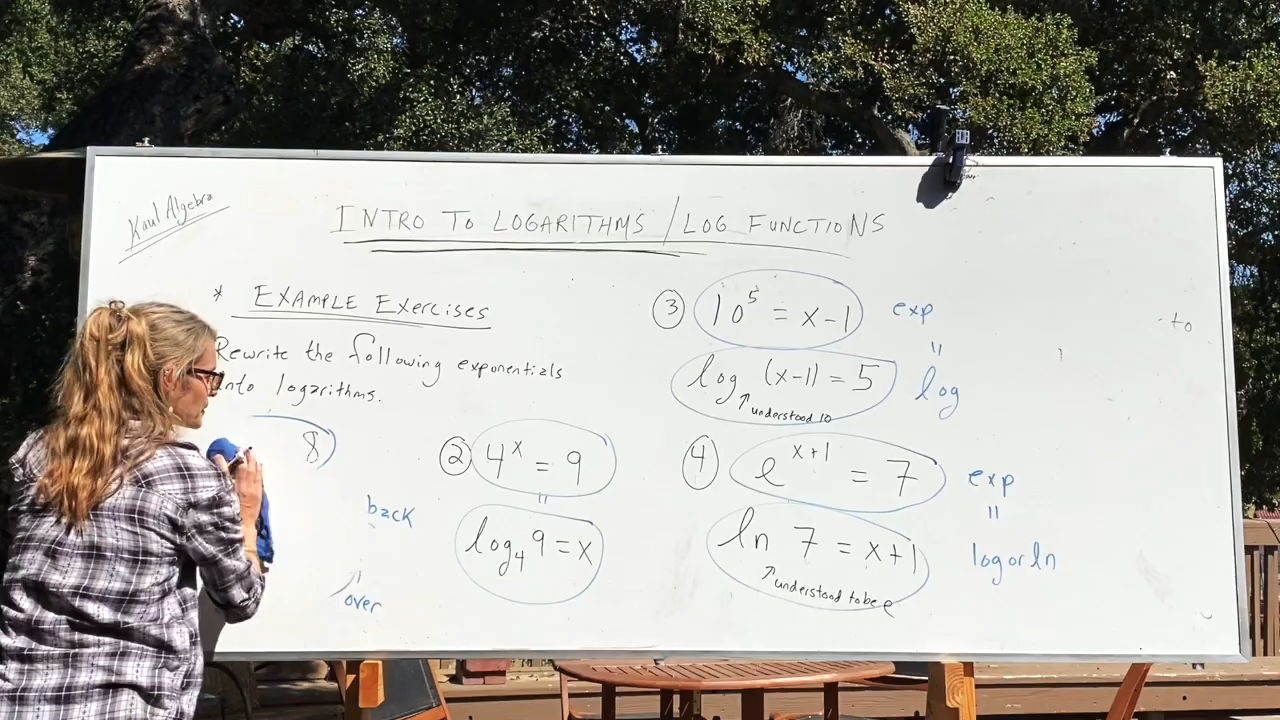 Kaul Algebra
INTRO TO LOGARITHMS / LOG FUNCTIONS
* EXAMPLE EXERCISES
Rewrite the following exponentials
into logarithms.
8
back
over
② 4^x = 9
=
log₄ 9 = x
③ 10^5 = x-1
exp
=
log (x-1) = 5
log
↑ understood 10
④ e^(x+1) = 7
exp
=
ln 7 = x+1
log or ln
↑ understood to be e
to